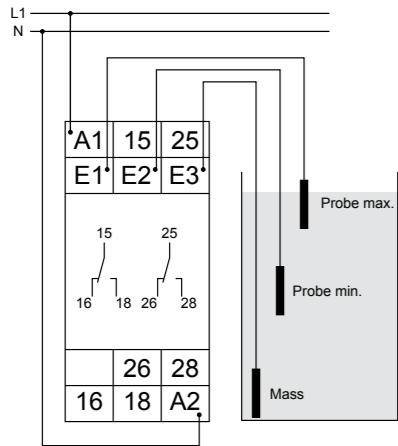 L1
N
A1 15 25
E1 E2 E3
Probe max.
15 25
16 18 26 28
Probe min.
26 28
16 18 A2
Mass